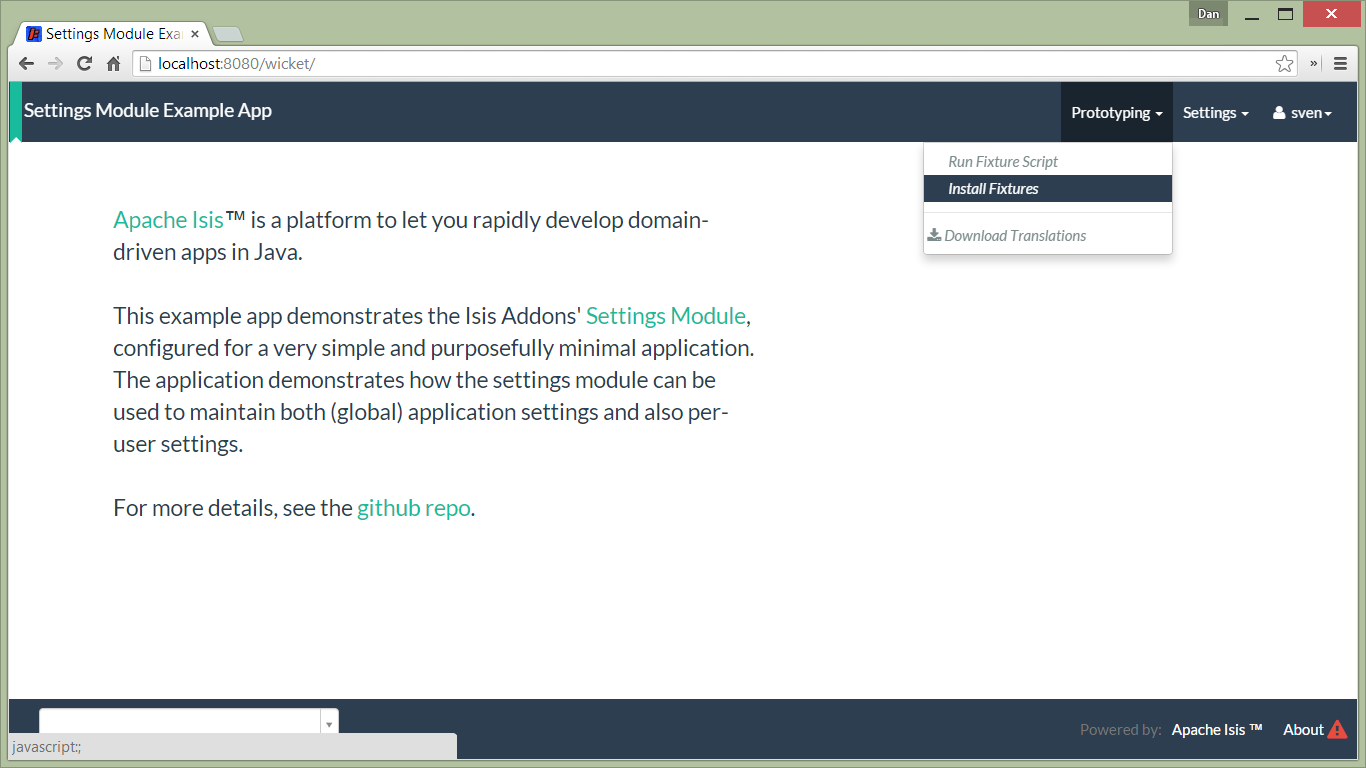 Dan
Settings Module Exa
localhost:8080/wicket/
Settings Module Example App
Prototyping
Settings
sven
Run Fixture Script
Install Fixtures
Download Translations
Apache Isis™ is a platform to let you rapidly develop domain-
driven apps in Java.
This example app demonstrates the Isis Addons' Settings Module,
configured for a very simple and purposefully minimal application.
The application demonstrates how the settings module can be
used to maintain both (global) application settings and also per-
user settings.
For more details, see the github repo.
Powered by: Apache Isis ™ About
javascript:;